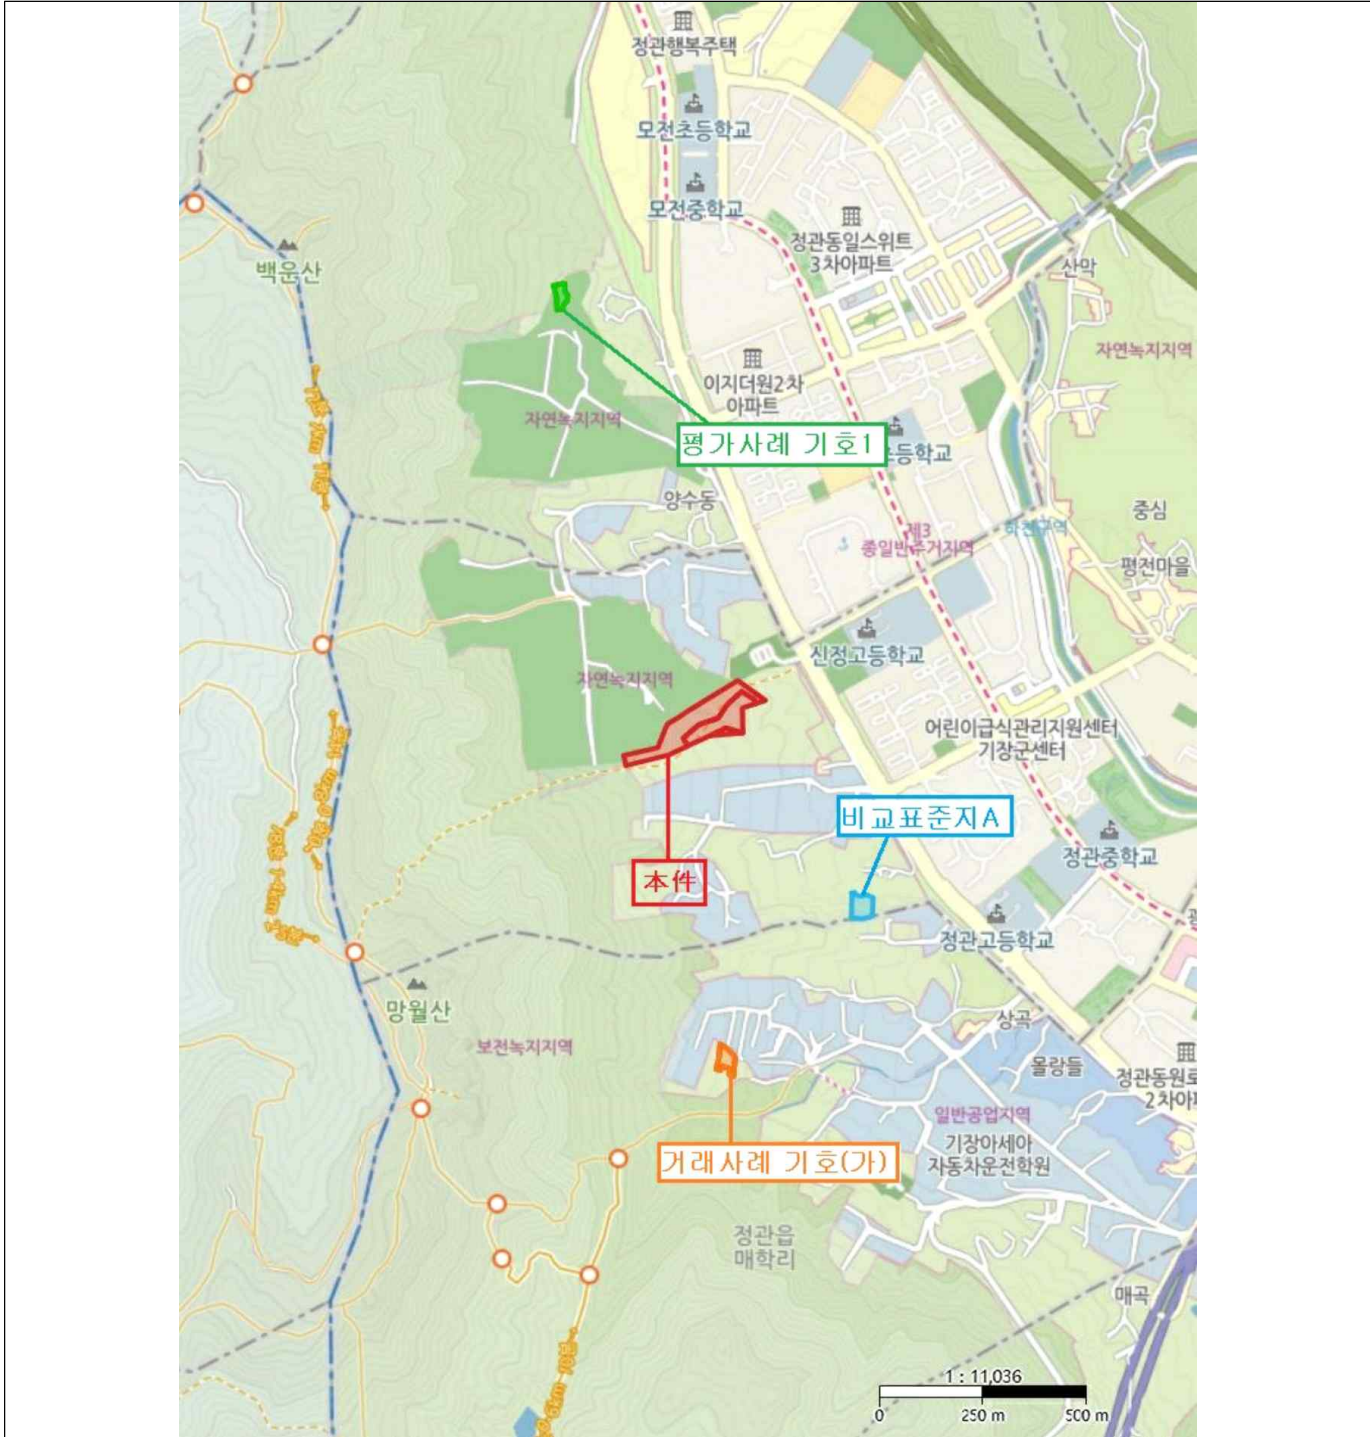 정관행복주택
모전초등학교
모전중학교
정관동일스위트
3차아파트
산막
백운산
자연녹지지역
이지더원2차
아파트
자연녹지지역
평가사례 기호1
초등학교
양수동
중심
제3
종일반주거지역
하천구역
평전마을
신정고등학교
자연녹지지역
어린이급식관리지원센터
기장군센터
비교표준지A
정관중학교
本件
정관고등학교
망월산
상곡
보전녹지지역
몰랑들
정관동원로
2차아파
일반공업지역
거래사례 기호(가)
기장아세아
자동차운전학원
정관읍
매학리
매곡
1 : 11,036
0 250 m 500 m